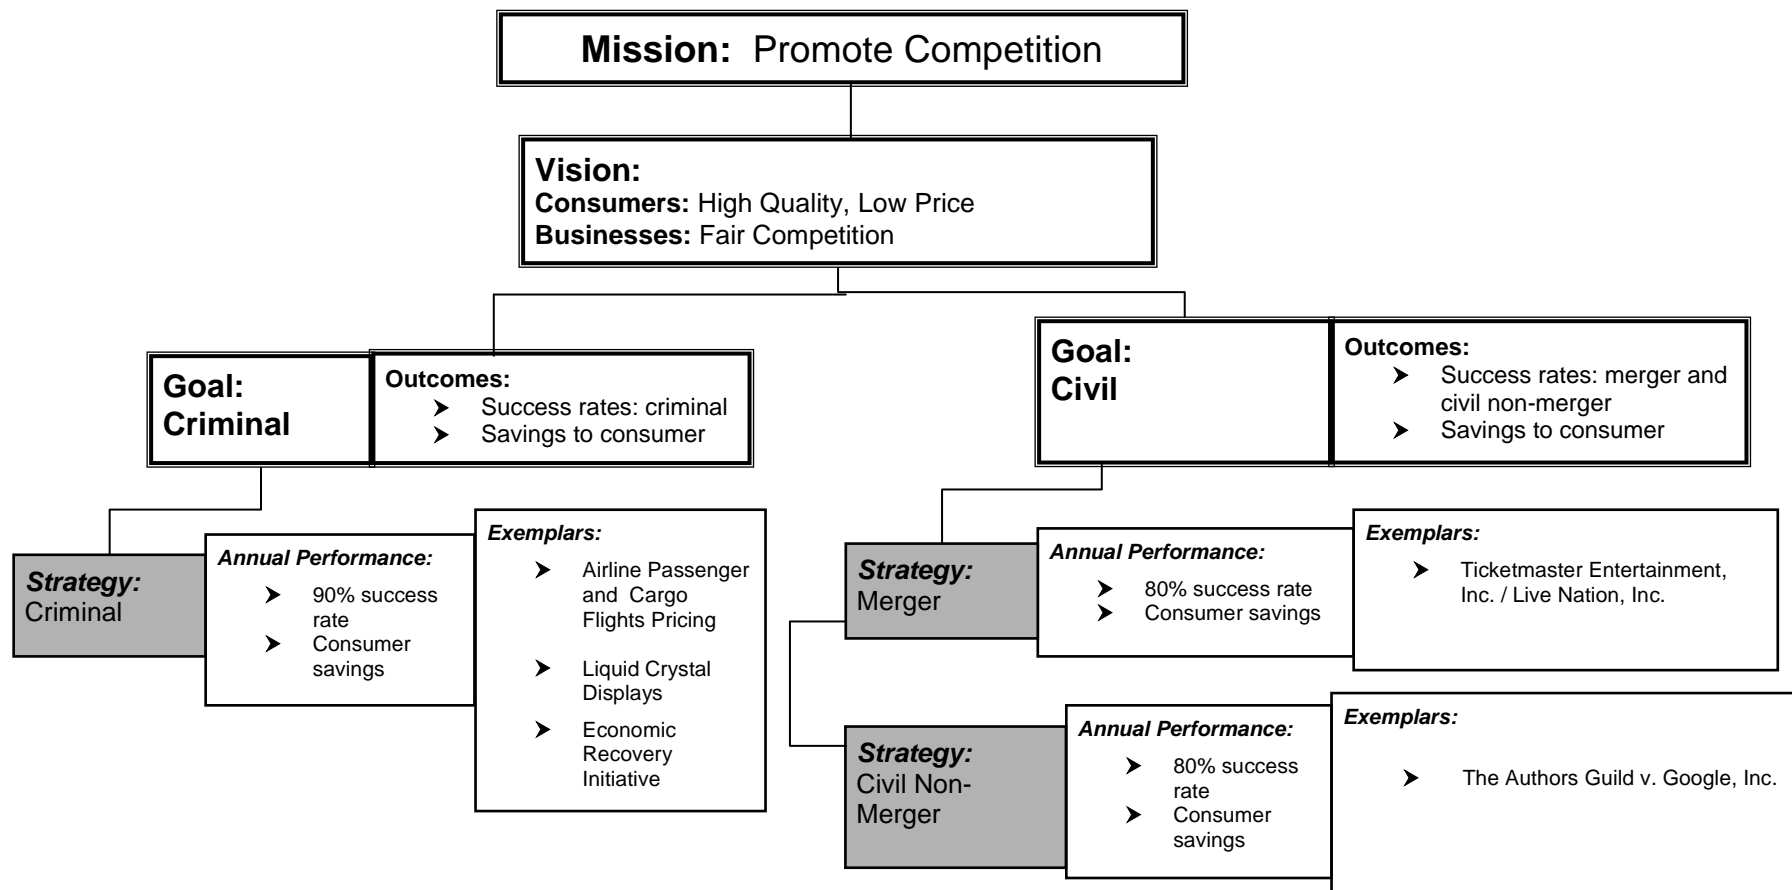 Mission: Promote Competition
Vision:
Consumers: High Quality, Low Price
Businesses: Fair Competition
Goal:
Criminal
Outcomes:
➤ Success rates: criminal
➤ Savings to consumer
Goal:
Civil
Outcomes:
➤ Success rates: merger and
civil non-merger
➤ Savings to consumer
Strategy:
Criminal
Annual Performance:
➤ 90% success
rate
➤ Consumer
savings
Exemplars:
➤ Airline Passenger
and Cargo
Flights Pricing
➤ Liquid Crystal
Displays
➤ Economic
Recovery
Initiative
Strategy:
Merger
Annual Performance:
➤ 80% success rate
➤ Consumer savings
Exemplars:
➤ Ticketmaster Entertainment,
Inc. / Live Nation, Inc.
Strategy:
Civil Non-
Merger
Annual Performance:
➤ 80% success
rate
➤ Consumer
savings
Exemplars:
➤ The Authors Guild v. Google, Inc.